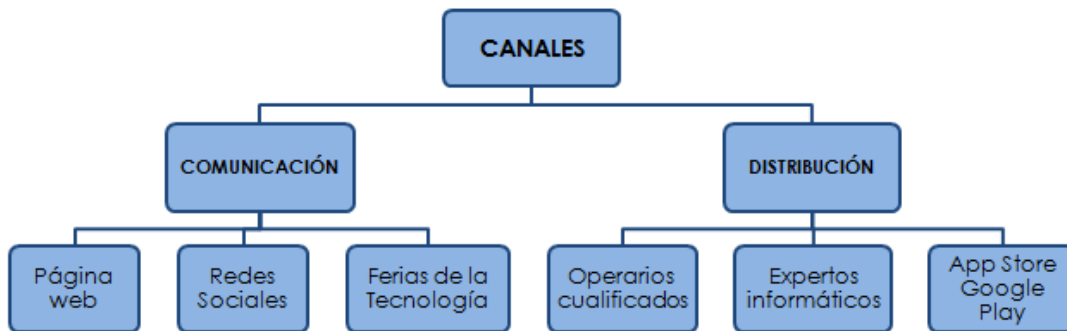 CANALES
COMUNICACIÓN
DISTRIBUCIÓN
Página
web
Redes
Sociales
Ferias de la
Tecnología
Operarios
cualificados
Expertos
informáticos
App Store
Google
Play